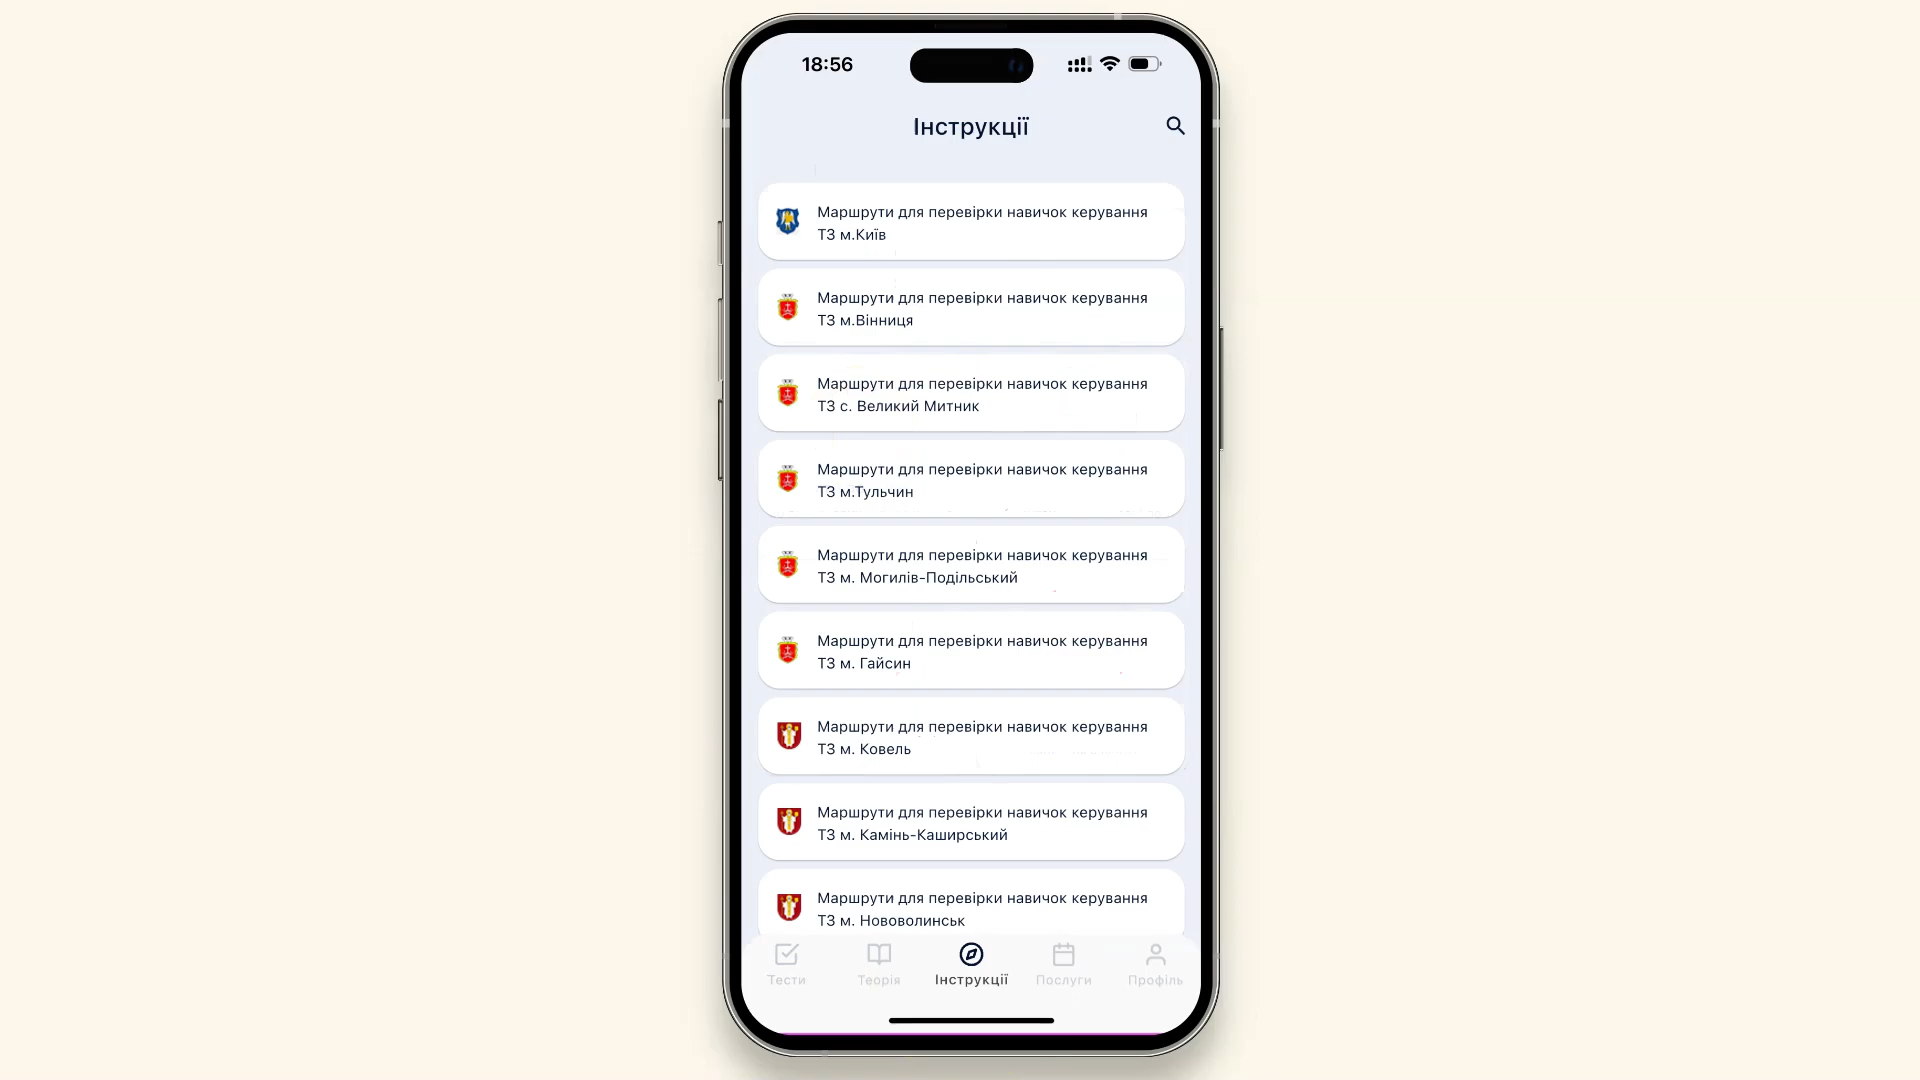 18:56
Інструкції
Маршрути для перевірки навичок керування
ТЗ м.Київ
Маршрути для перевірки навичок керування
ТЗ м.Вінниця
Маршрути для перевірки навичок керування
ТЗ с. Великий Митник
Маршрути для перевірки навичок керування
ТЗ м.Тульчин
Маршрути для перевірки навичок керування
ТЗ м. Могилів-Подільський
Маршрути для перевірки навичок керування
ТЗ м. Гайсин
Маршрути для перевірки навичок керування
ТЗ м. Ковель
Маршрути для перевірки навичок керування
ТЗ м. Камінь-Каширський
Маршрути для перевірки навичок керування
ТЗ м. Нововолинськ
Тести Теорія Інструкції Послуги Профіль